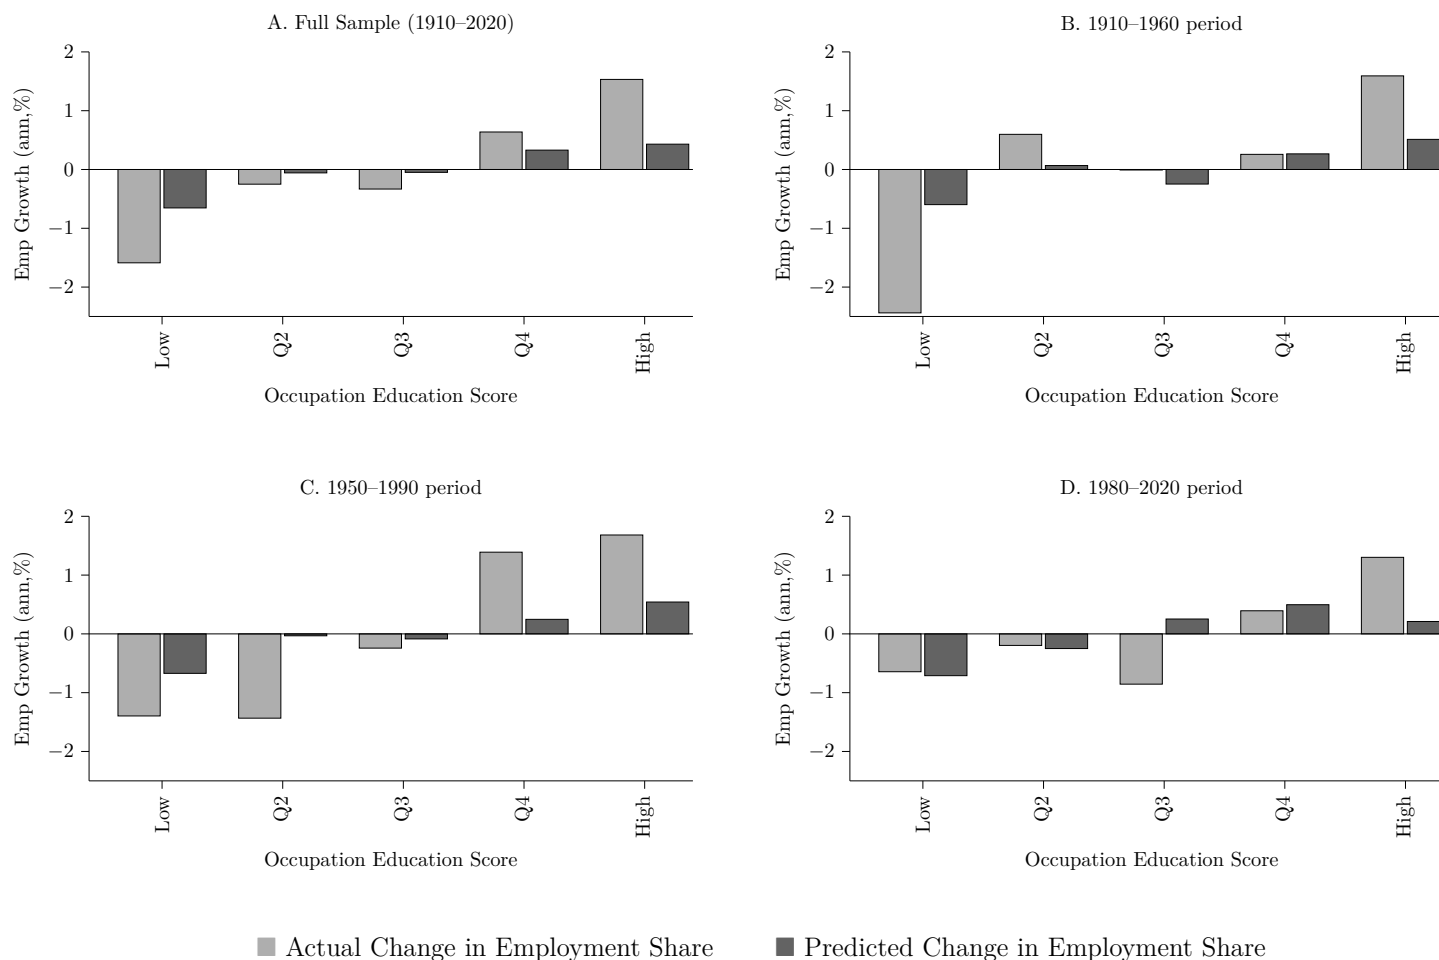 A. Full Sample (1910–2020)
Emp Growth (ann,%)
2
1
0
−1
−2
Low
Q2
Q3
Q4
High
Occupation Education Score
B. 1910–1960 period
Emp Growth (ann,%)
2
1
0
−1
−2
Low
Q2
Q3
Q4
High
Occupation Education Score
C. 1950–1990 period
Emp Growth (ann,%)
2
1
0
−1
−2
Low
Q2
Q3
Q4
High
Occupation Education Score
D. 1980–2020 period
Emp Growth (ann,%)
2
1
0
−1
−2
Low
Q2
Q3
Q4
High
Occupation Education Score
Actual Change in Employment Share
Predicted Change in Employment Share